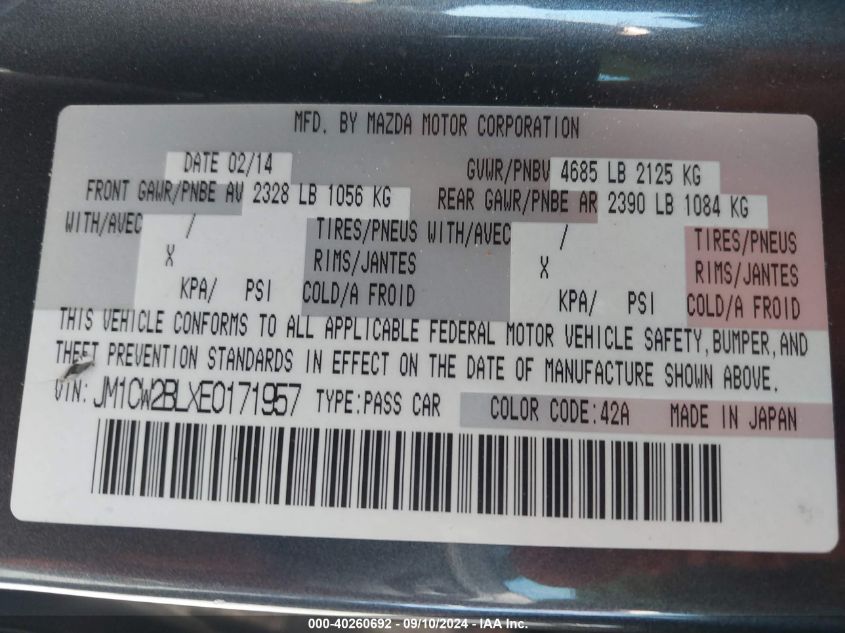 MFD. BY MAZDA MOTOR CORPORATION
DATE 02/14 GVWR/PNBV 4685 LB 2125 KG
FRONT GAWR/PNBE AV 2328 LB 1056 KG REAR GAWR/PNBE AR 2390 LB 1084 KG
WITH/AVEC / TIRES/PNEUS WITH/AVEC / TIRES/PNEUS
X RIMS/JANTES X RIMS/JANTES
KPA/ PSI COLD/A FROID KPA/ PSI COLD/A FROID
THIS VEHICLE CONFORMS TO ALL APPLICABLE FEDERAL MOTOR VEHICLE SAFETY, BUMPER, AND
THEFT PREVENTION STANDARDS IN EFFECT ON THE DATE OF MANUFACTURE SHOWN ABOVE.
VIN: JM1CW2BLXE0171957 TYPE: PASS CAR COLOR CODE: 42A MADE IN JAPAN
000-40260692 - 09/10/2024 - IAA Inc.